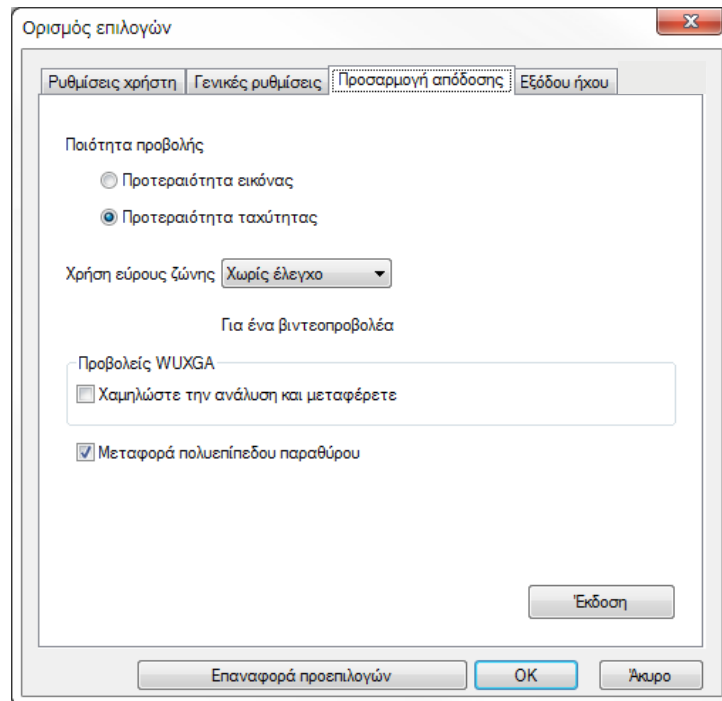 Ορισμός επιλογών
Ρυθμίσεις χρήστη Γενικές ρυθμίσεις Προσαρμογή απόδοσης Εξόδου ήχου
Ποιότητα προβολής
Προτεραιότητα εικόνας
Προτεραιότητα ταχύτητας
Χρήση εύρους ζώνης Χωρίς έλεγχο
Για ένα βιντεοπροβολέα
Προβολείς WUXGA
Χαμηλώστε την ανάλυση και μεταφέρετε
Μεταφορά πολυεπίπεδου παραθύρου
Έκδοση
Επαναφορά προεπιλογών OK Άκυρο